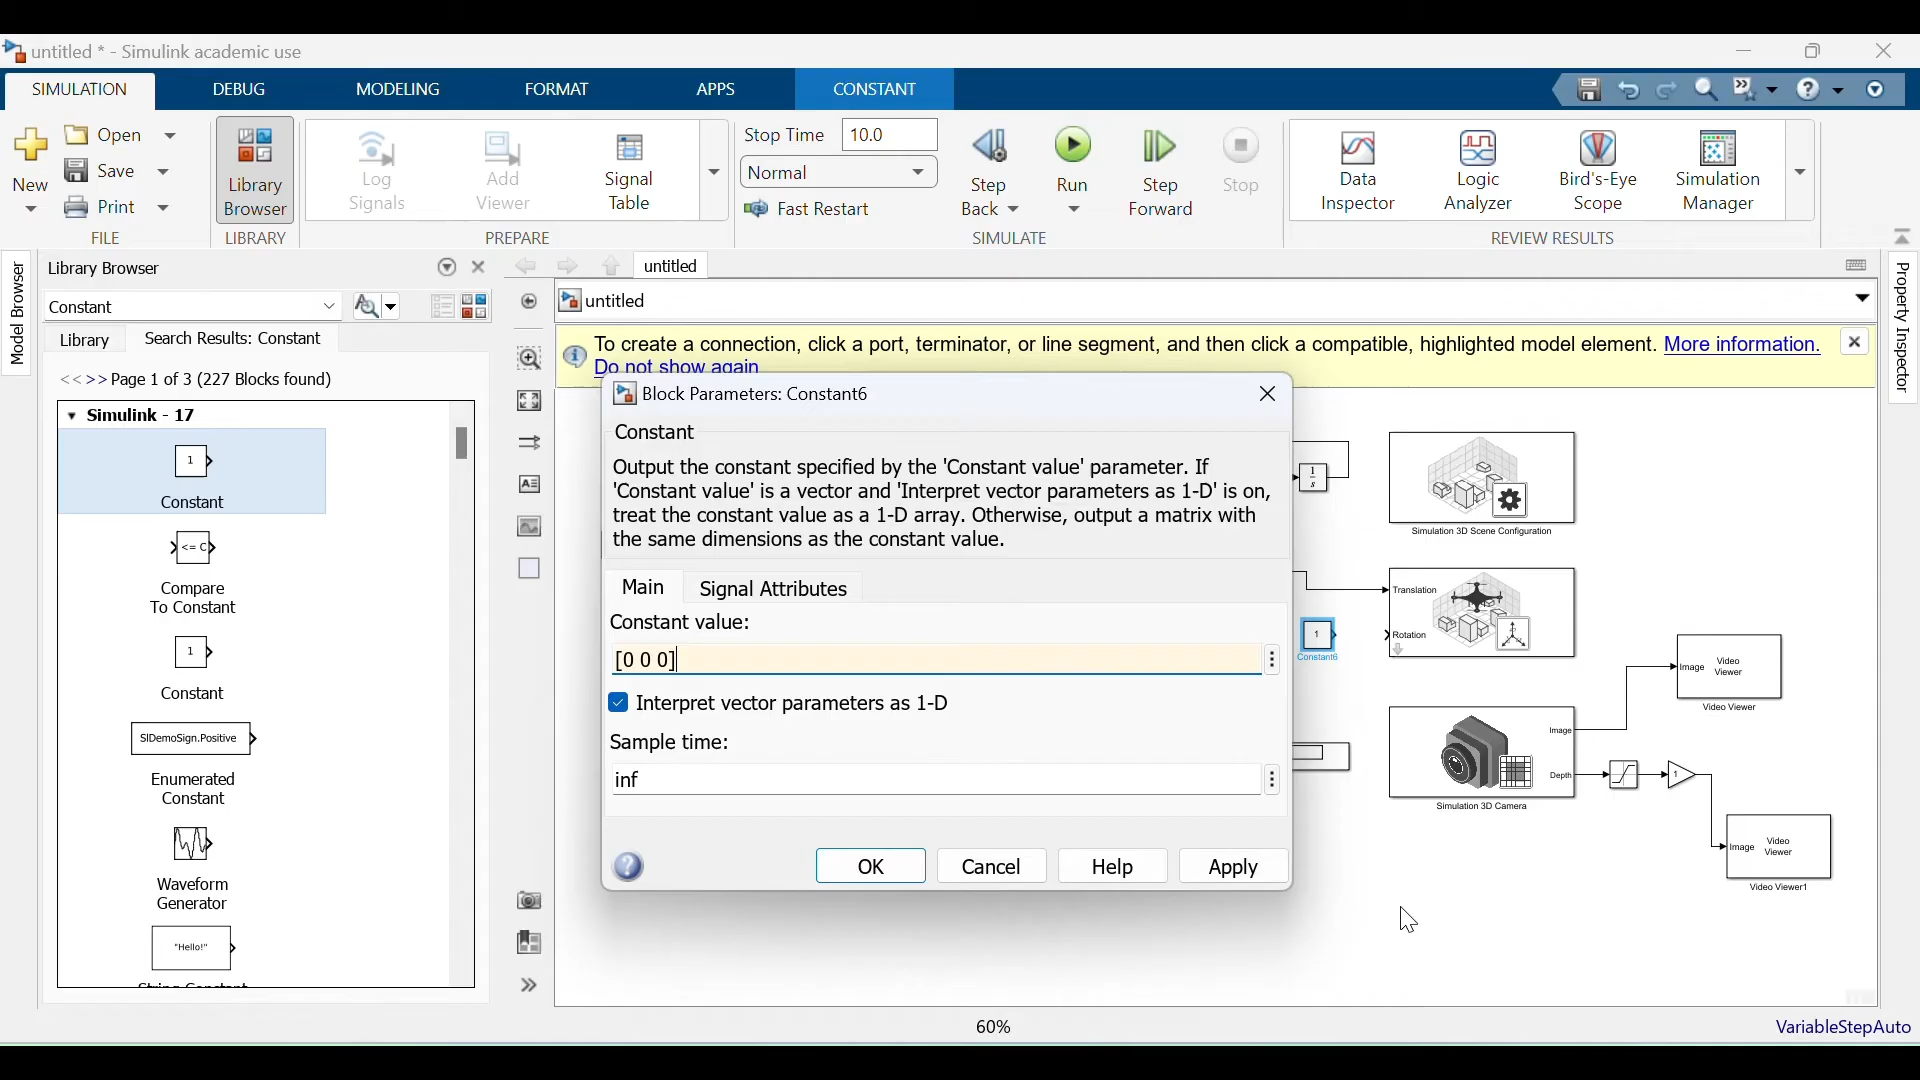 untitled * - Simulink academic use
SIMULATION
DEBUG
MODELING
FORMAT
APPS
CONSTANT
New
Open
Save
Print
FILE
Library
Browser
LIBRARY
Log
Signals
Add
Viewer
Signal
Table
PREPARE
Stop Time 10.0
Normal
Fast Restart
Step
Back
Run
Step
Forward
Stop
SIMULATE
Data
Inspector
Logic
Analyzer
Bird's-Eye
Scope
Simulation
Manager
REVIEW RESULTS
Model Browser
Library Browser
Constant
Library
Search Results: Constant
<< >> Page 1 of 3 (227 Blocks found)
Simulink - 17
1
Constant
<= C
Compare
To Constant
1
Constant
SlDemoSign.Positive
Enumerated
Constant
Waveform
Generator
"Hello!"
String Constant
untitled
untitled
To create a connection, click a port, terminator, or line segment, and then click a compatible, highlighted model element. More information.
Do not show again
Block Parameters: Constant6
Constant
Output the constant specified by the 'Constant value' parameter. If
'Constant value' is a vector and 'Interpret vector parameters as 1-D' is on,
treat the constant value as a 1-D array. Otherwise, output a matrix with
the same dimensions as the constant value.
Main
Signal Attributes
Constant value:
[0 0 0]
Interpret vector parameters as 1-D
Sample time:
inf
OK
Cancel
Help
Apply
1
s
Simulation 3D Scene Configuration
Translation
Rotation
1
Constant6
Image
Depth
Simulation 3D Camera
Image
Video
Viewer
Video Viewer
1
Image
Video
Viewer
Video Viewer1
Property Inspector
60%
VariableStepAuto